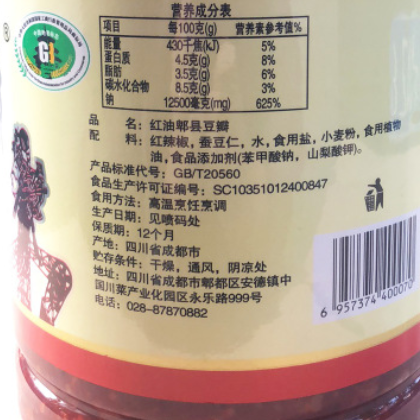 营养成分表
项目 每100克(g) 营养素参考值%
能量 430千焦(kJ) 5%
蛋白质 4.5克(g) 8%
脂肪 3.5克(g) 6%
碳水化合物 8.5克(g) 3%
钠 12500毫克(mg) 625%
品名：红油郫县豆瓣
配料：红辣椒，蚕豆仁，水，食用盐，小麦粉，食用植物
油，食品添加剂(苯甲酸钠，山梨酸钾)。
产品标准代号：GB/T20560
食品生产许可证编号：SC10351012400847
食用方法：高温烹饪烹调
生产日期：见喷码处
保质期：12个月
产地：四川省成都市
贮存条件：干燥，通风，阴凉处
地址：四川省成都市郫都区安德镇中
国川菜产业化园区永乐路999号
电话：028-87870882
6 957374 400070